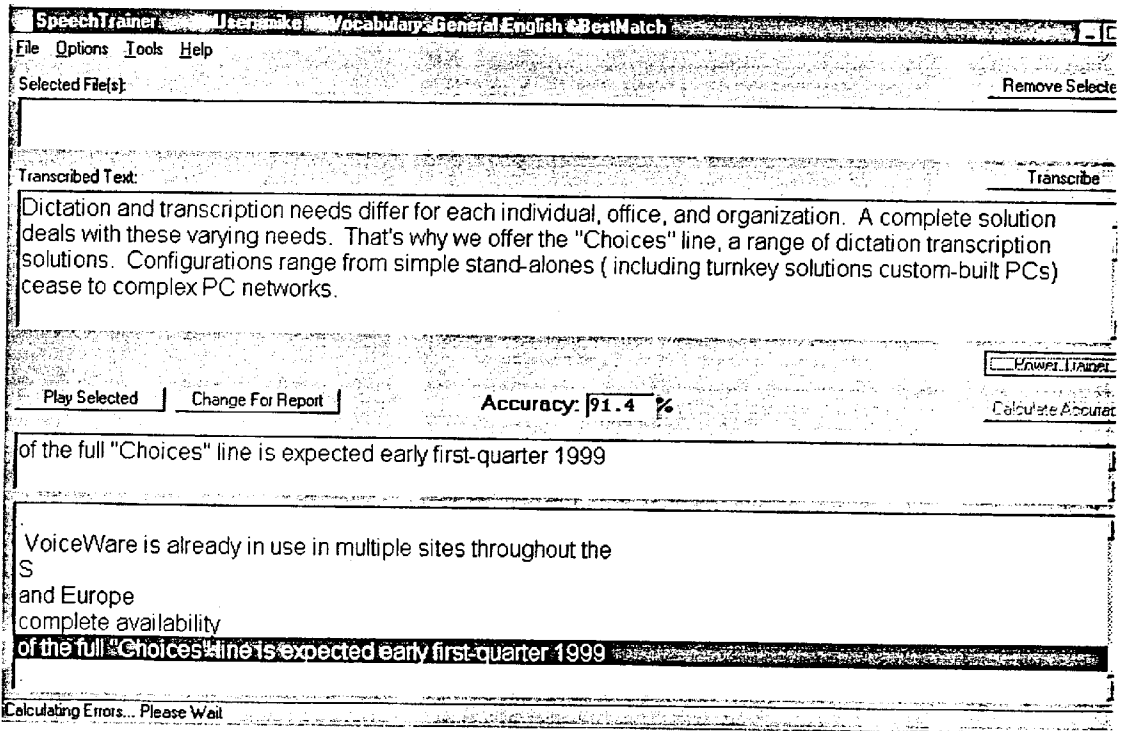 SpeechTrainer User: mike Vocabulary: General English & BestMatch
File Options Tools Help
Selected File(s):
Remove Selecte
Transcribed Text:
Transcribe
Dictation and transcription needs differ for each individual, office, and organization. A complete solution
deals with these varying needs. That's why we offer the "Choices" line, a range of dictation transcription
solutions. Configurations range from simple stand-alones ( including turnkey solutions custom-built PCs)
cease to complex PC networks.
Power Trainer
Play Selected Change For Report Accuracy: 91.4 %
Calculate Accurac
of the full "Choices" line is expected early first-quarter 1999
VoiceWare is already in use in multiple sites throughout the
S
and Europe
complete availability
of the full "Choices" line is expected early first-quarter 1999
Calculating Errors... Please Wait